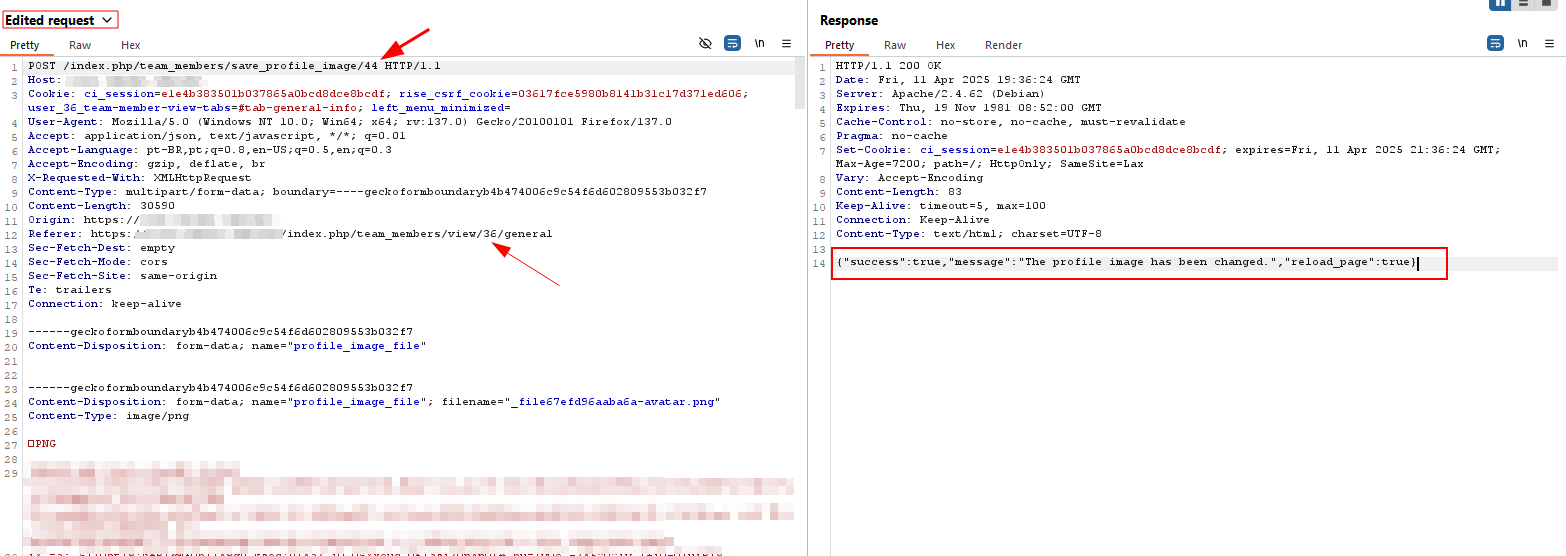 Edited request
Pretty Raw Hex
\n
1 POST /index.php/team_members/save_profile_image/44 HTTP/1.1
2 Host:
3 Cookie: ci_session=e1e4b383501b037865a0bcd8dce8bcdf; rise_csrf_cookie=03617fce5980b8141b31c17d371ed606;
user_36_team-member-view-tabs=#tab-general-info; left_menu_minimized=
4 User-Agent: Mozilla/5.0 (Windows NT 10.0; Win64; x64; rv:137.0) Gecko/20100101 Firefox/137.0
5 Accept: application/json, text/javascript, */*; q=0.01
6 Accept-Language: pt-BR,pt;q=0.8,en-US;q=0.5,en;q=0.3
7 Accept-Encoding: gzip, deflate, br
8 X-Requested-With: XMLHttpRequest
9 Content-Type: multipart/form-data; boundary=----geckoformboundaryb4b474006c9c54f6d602809553b032f7
10 Content-Length: 30590
11 Origin: https://
12 Referer: https:/ /index.php/team_members/view/36/general
13 Sec-Fetch-Dest: empty
14 Sec-Fetch-Mode: cors
15 Sec-Fetch-Site: same-origin
16 Te: trailers
17 Connection: keep-alive
18
19 ------geckoformboundaryb4b474006c9c54f6d602809553b032f7
20 Content-Disposition: form-data; name="profile_image_file"
21
22
23 ------geckoformboundaryb4b474006c9c54f6d602809553b032f7
24 Content-Disposition: form-data; name="profile_image_file"; filename="_file67efd96aaba6a-avatar.png"
25 Content-Type: image/png
26
27 PNG
28
29
Response
Pretty Raw Hex Render
\n
1 HTTP/1.1 200 OK
2 Date: Fri, 11 Apr 2025 19:36:24 GMT
3 Server: Apache/2.4.62 (Debian)
4 Expires: Thu, 19 Nov 1981 08:52:00 GMT
5 Cache-Control: no-store, no-cache, must-revalidate
6 Pragma: no-cache
7 Set-Cookie: ci_session=e1e4b383501b037865a0bcd8dce8bcdf; expires=Fri, 11 Apr 2025 21:36:24 GMT;
Max-Age=7200; path=/; HttpOnly; SameSite=Lax
8 Vary: Accept-Encoding
9 Content-Length: 83
10 Keep-Alive: timeout=5, max=100
11 Connection: Keep-Alive
12 Content-Type: text/html; charset=UTF-8
13
14 {"success":true,"message":"The profile image has been changed.","reload_page":true}